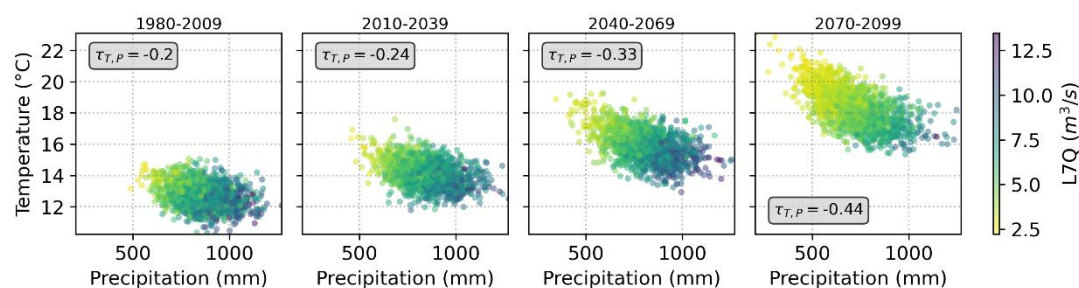 1980-2009 2010-2039 2040-2069 2070-2099
τT,P = -0.2
τT,P = -0.24
τT,P = -0.33
τT,P = -0.44
Temperature (°C)
22
20
18
16
14
12
500 1000 500 1000 500 1000 500 1000
Precipitation (mm) Precipitation (mm) Precipitation (mm) Precipitation (mm)
12.5
10.0
7.5
5.0
2.5
L7Q (m³/s)